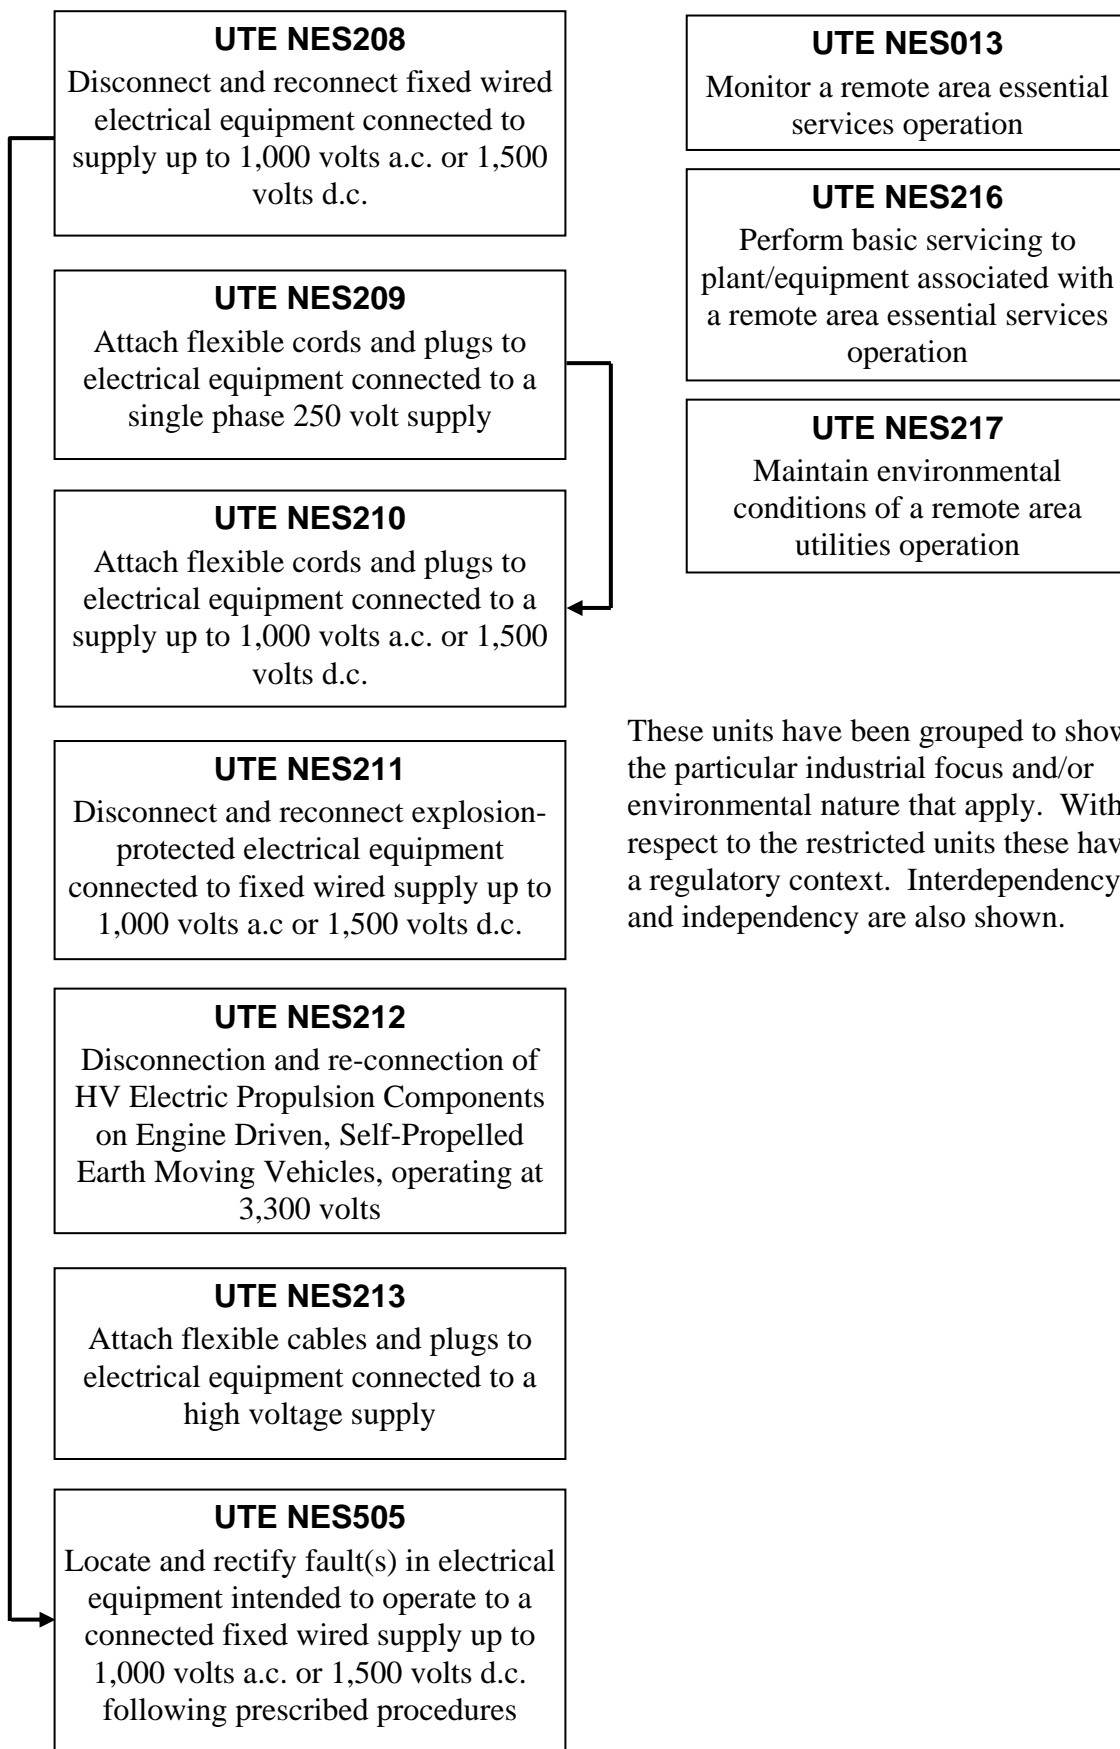 UTE NES208
Disconnect and reconnect fixed wired
electrical equipment connected to
supply up to 1,000 volts a.c. or 1,500
volts d.c.
UTE NES209
Attach flexible cords and plugs to
electrical equipment connected to a
single phase 250 volt supply
UTE NES210
Attach flexible cords and plugs to
electrical equipment connected to a
supply up to 1,000 volts a.c. or 1,500
volts d.c.
UTE NES211
Disconnect and reconnect explosion-
protected electrical equipment
connected to fixed wired supply up to
1,000 volts a.c or 1,500 volts d.c.
UTE NES212
Disconnection and re-connection of
HV Electric Propulsion Components
on Engine Driven, Self-Propelled
Earth Moving Vehicles, operating at
3,300 volts
UTE NES213
Attach flexible cables and plugs to
electrical equipment connected to a
high voltage supply
UTE NES505
Locate and rectify fault(s) in electrical
equipment intended to operate to a
connected fixed wired supply up to
1,000 volts a.c. or 1,500 volts d.c.
following prescribed procedures
UTE NES013
Monitor a remote area essential
services operation
UTE NES216
Perform basic servicing to
plant/equipment associated with
a remote area essential services
operation
UTE NES217
Maintain environmental
conditions of a remote area
utilities operation
These units have been grouped to show
the particular industrial focus and/or
environmental nature that apply. With
respect to the restricted units these hav
a regulatory context. Interdependency
and independency are also shown.